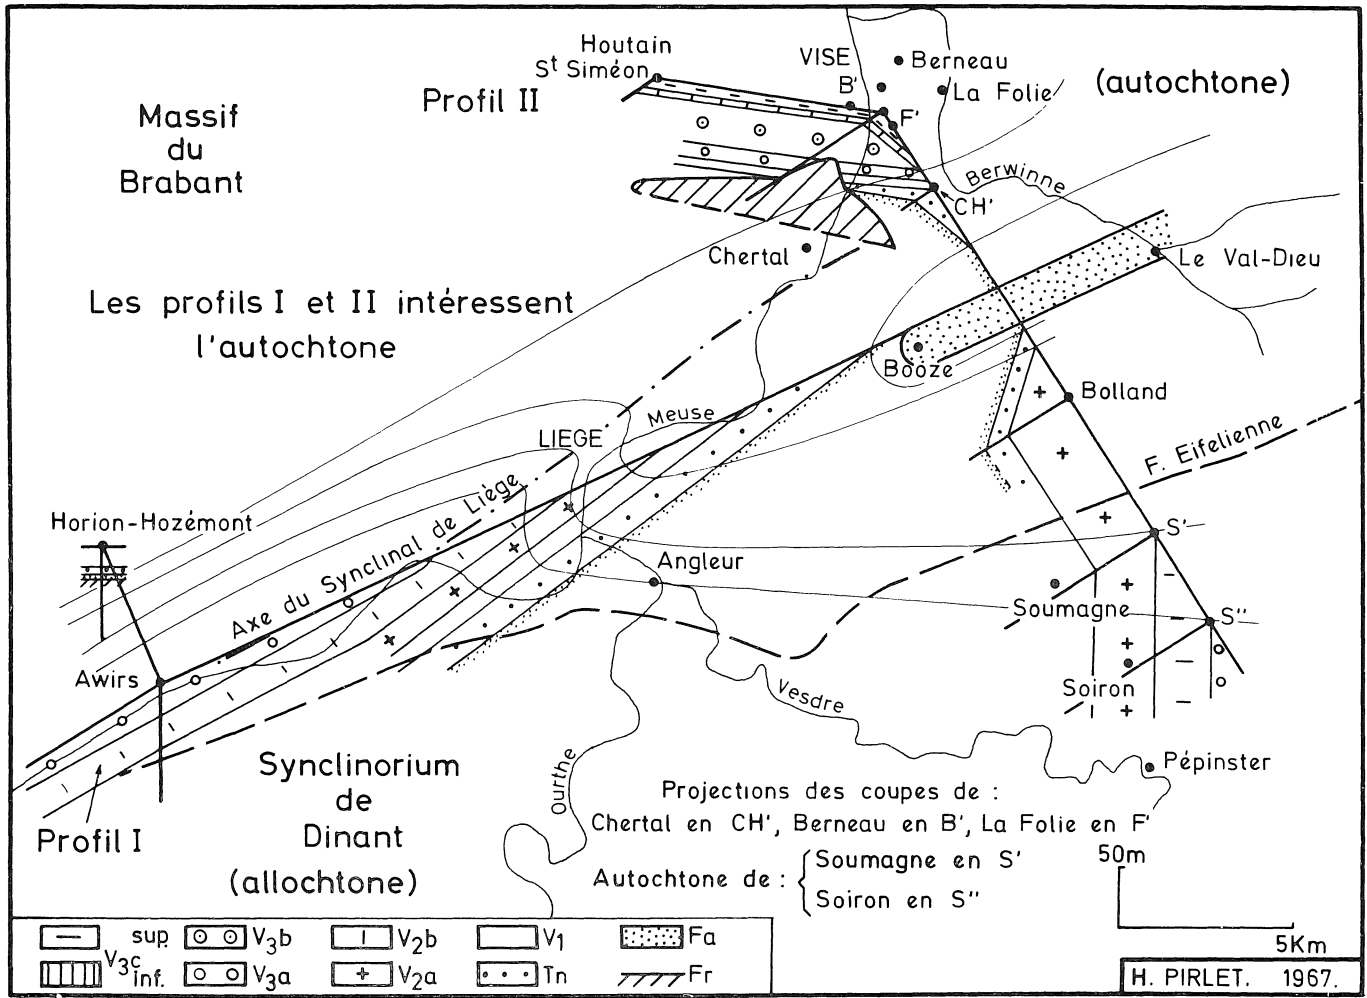 Houtain
St Siméon
VISE
Berneau
B'
La Folie
(autochtone)
Profil II
F'
Massif
du
Brabant
Berwinne
CH'
Chertal
Le Val-Dieu
Les profils I et II intéressent
l'autochtone
Booze
Bolland
Meuse
LIEGE
F. Eifelienne
Axe du Synclinal de Liège
Horion-Hozémont
S'
Angleur
Soumagne
S''
Awirs
Soiron
Vesdre
Ourthe
Pépinster
Synclinorium
de
Dinant
(allochtone)
Profil I
Projections des coupes de :
Chertal en CH', Berneau en B', La Folie en F'
Autochtone de : Soumagne en S'
Soiron en S''
50m
5Km
sup
V3c
inf.
V3b
V3a
V2b
V2a
V1
Tn
Fa
Fr
H. PIRLET. 1967.